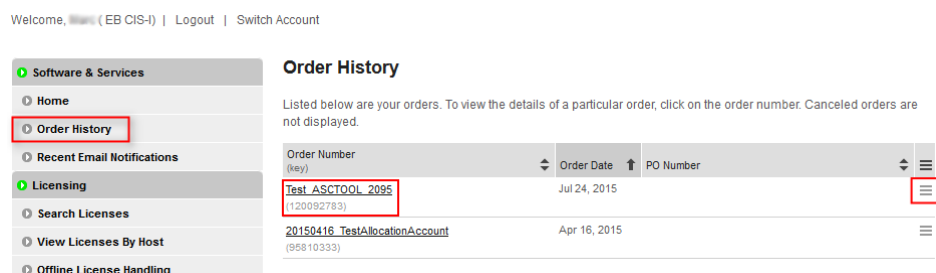 Welcome, ( EB CIS-I) | Logout | Switch Account
Software & Services
Home
Order History
Recent Email Notifications
Licensing
Search Licenses
View Licenses By Host
Offline License Handling
Order History
Listed below are your orders. To view the details of a particular order, click on the order number. Canceled orders are
not displayed.
Order Number
(key)
Order Date
PO Number
Test_ASCTOOL_2095
(120092783)
Jul 24, 2015
20150416_TestAllocationAccount
(95810333)
Apr 16, 2015